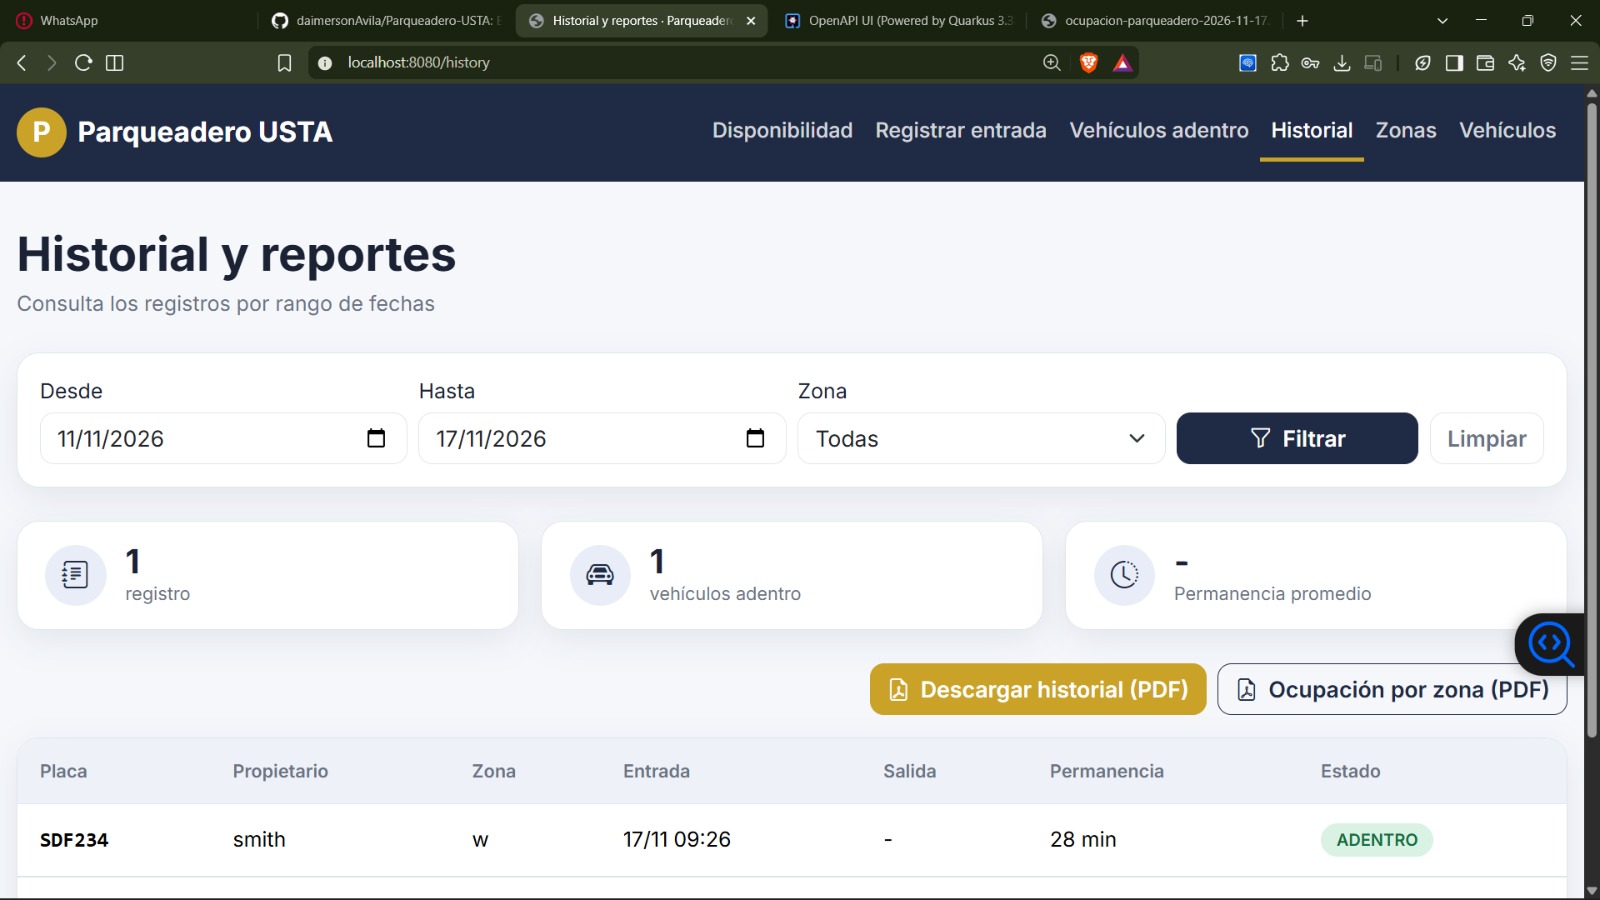 WhatsApp
daimersonAvila/Parqueadero-USTA:
Historial y reportes · Parqueader
OpenAPI UI (Powered by Quarkus 3.3
ocupacion-parqueadero-2026-11-17.
localhost:8080/history
P Parqueadero USTA
Disponibilidad Registrar entrada Vehículos adentro Historial Zonas Vehículos
Historial y reportes
Consulta los registros por rango de fechas
Desde Hasta Zona
11/11/2026 17/11/2026 Todas Filtrar Limpiar
1 1 -
registro vehículos adentro Permanencia promedio
Descargar historial (PDF) Ocupación por zona (PDF)
Placa Propietario Zona Entrada Salida Permanencia Estado
SDF234 smith w 17/11 09:26 - 28 min ADENTRO